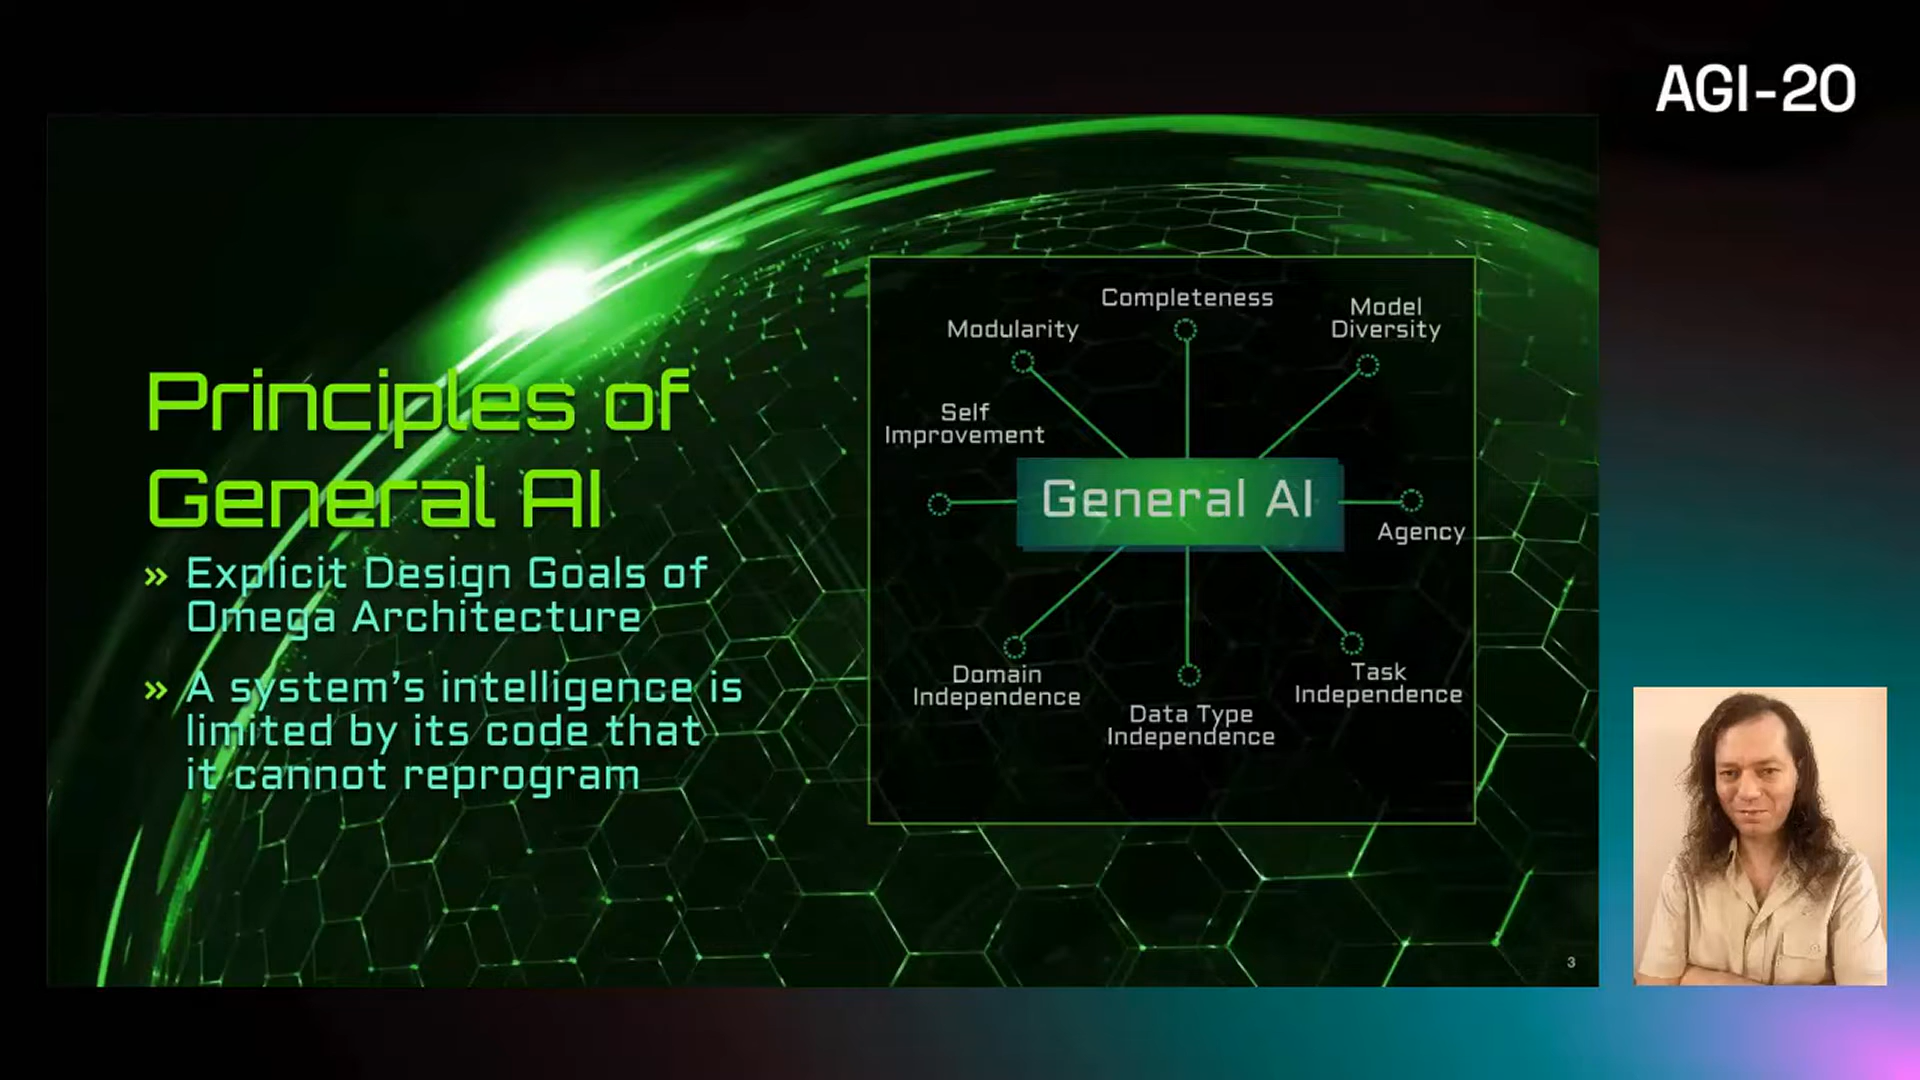 AGI-20
Principles of
General AI
» Explicit Design Goals of
Omega Architecture
» A system's intelligence is
limited by its code that
it cannot reprogram
Completeness
Modularity
Model
Diversity
Self
Improvement
General AI
Agency
Domain
Independence
Data Type
Independence
Task
Independence
3